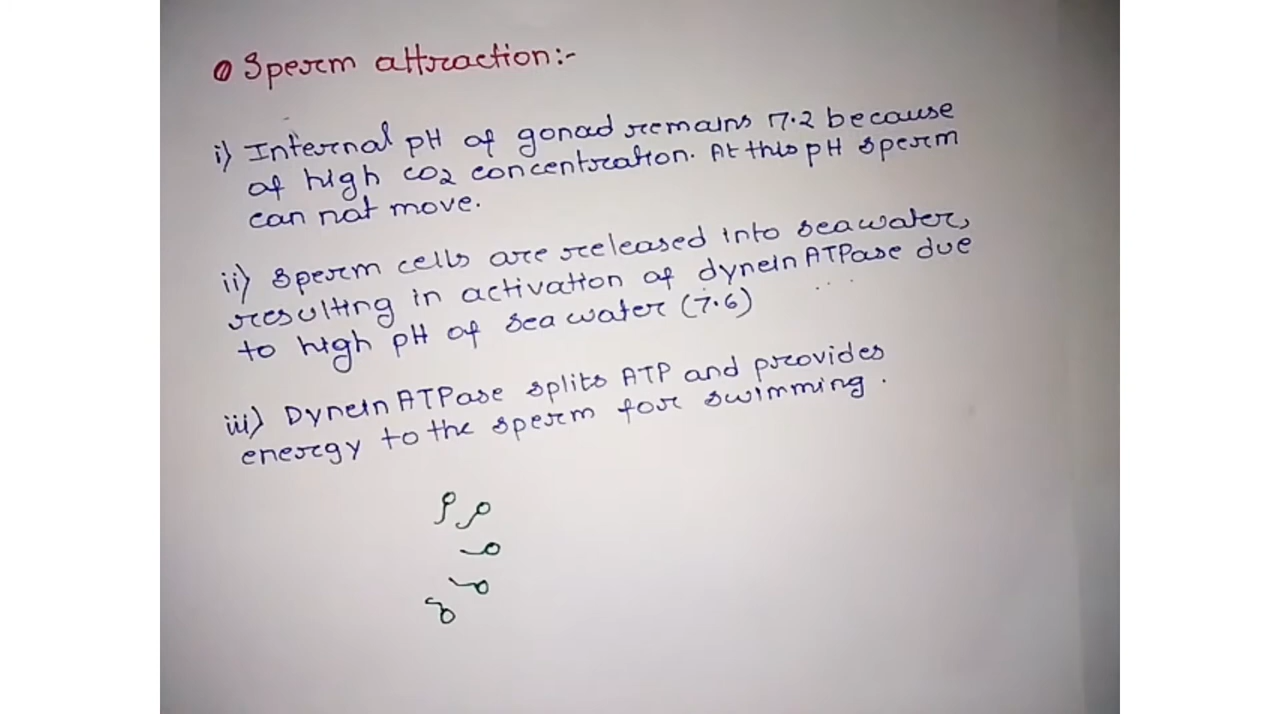 Sperm attraction:-
i) Internal pH of gonad remains 7.2 because
of high CO2 concentration. At this pH sperm
can not move.
ii) Sperm cells are released into seawater,
resulting in activation of dynein ATPase due
to high pH of sea water (7.6)
iii) Dynein ATPase splits ATP and provides
energy to the sperm for swimming.